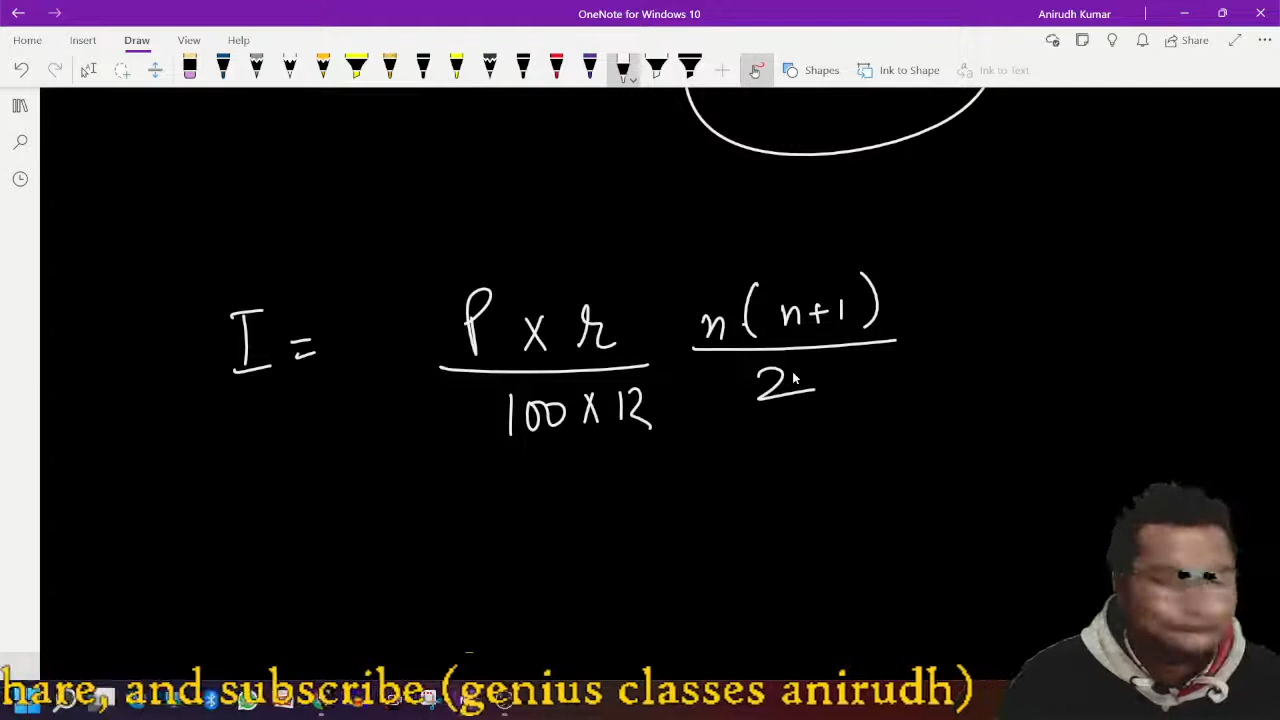 OneNote for Windows 10
Anirudh Kumar
Home Insert Draw View Help
Share
Shapes Ink to Shape Ink to Text
I = P x r / 100 x 12 n(n+1) / 2
hare, and subscribe (genius classes anirudh)